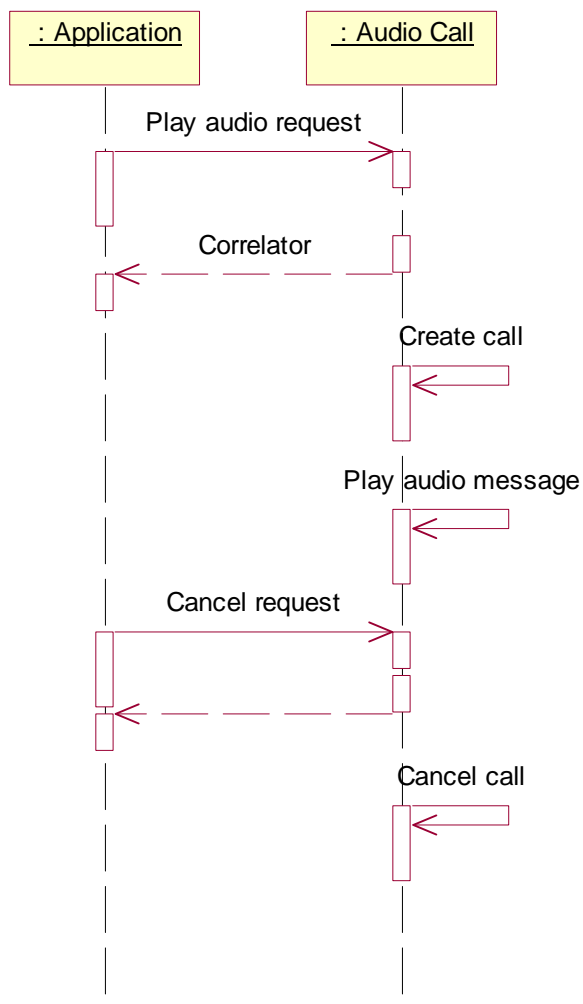 : Application
: Audio Call
Play audio request
Correlator
Create call
Play audio message
Cancel request
Cancel call